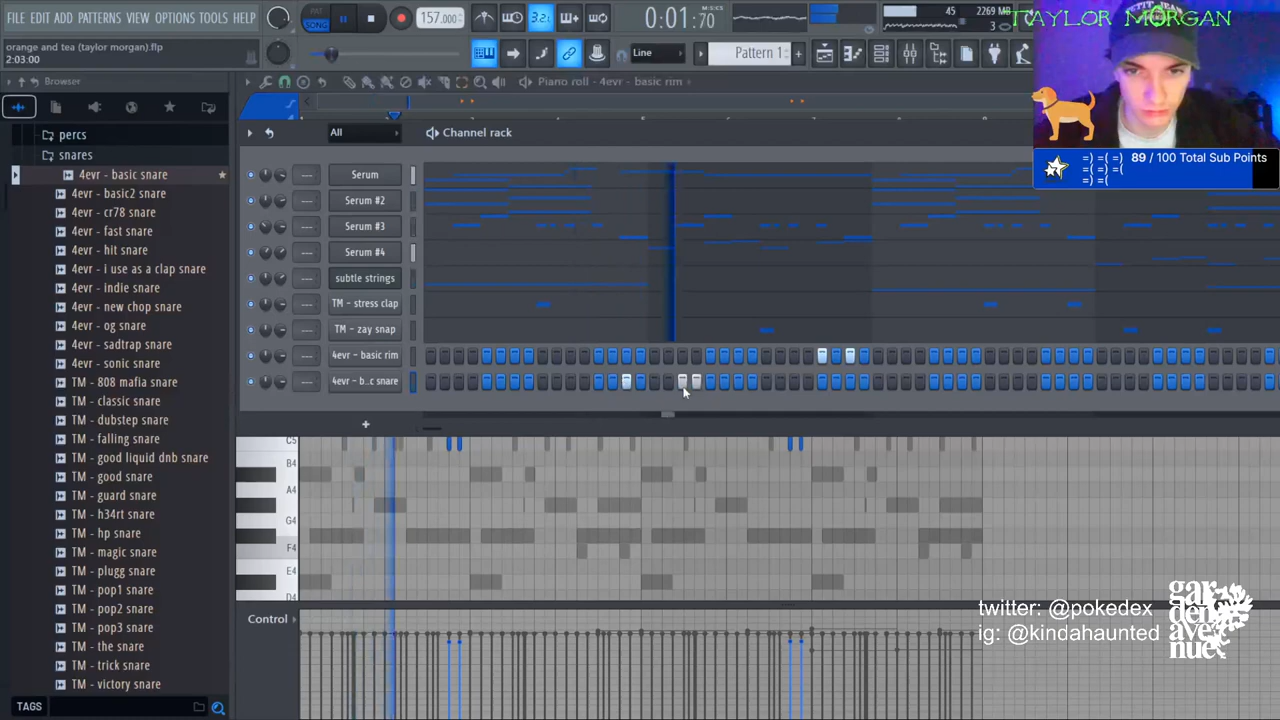 FILE EDIT ADD PATTERNS VIEW OPTIONS TOOLS HELP
157.000
3.2.
0:01:70
M:S:CS
45
2269 MB
3
TAYLOR MORGAN
orange and tea (taylor morgan).flp
2:03:00
Line
Pattern 1
Browser
Piano roll - 4evr - basic rim
89 / 100 Total Sub Points
=) =( =)
=( =) =(
=) =(
percs
snares
4evr - basic snare
4evr - basic2 snare
4evr - cr78 snare
4evr - fast snare
4evr - hit snare
4evr - i use as a clap snare
4evr - indie snare
4evr - new chop snare
4evr - og snare
4evr - sadtrap snare
4evr - sonic snare
TM - 808 mafia snare
TM - classic snare
TM - dubstep snare
TM - falling snare
TM - good liquid dnb snare
TM - good snare
TM - guard snare
TM - h34rt snare
TM - hp snare
TM - magic snare
TM - plugg snare
TM - pop1 snare
TM - pop2 snare
TM - pop3 snare
TM - the snare
TM - trick snare
TM - victory snare
TAGS
All
Channel rack
Serum
Serum #2
Serum #3
Serum #4
subtle strings
TM - stress clap
TM - zay snap
4evr - basic rim
4evr - b..c snare
C5
B4
A4
G4
F4
E4
D4
Control
twitter: @pokedex
ig: @kindahaunted
gar
den
ave
nue